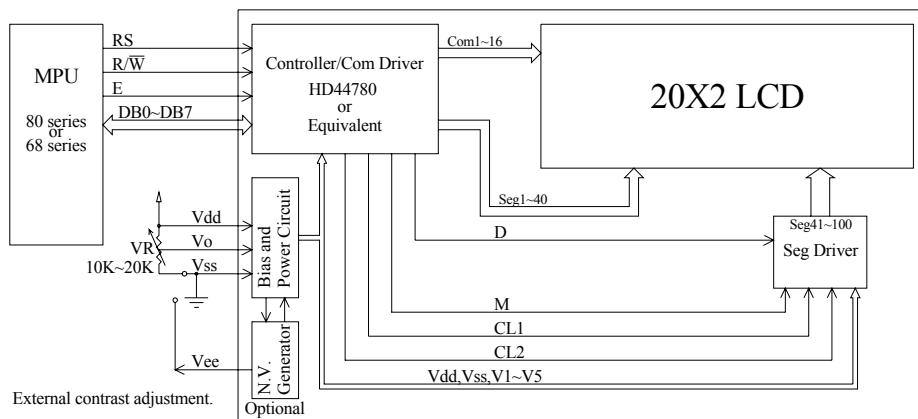 MPU
80 series
or
68 series
RS
R/W̅
E
DB0~DB7
Controller/Com Driver
HD44780
or
Equivalent
Com1~16
20X2 LCD
Seg1~40
Seg41~100
Seg Driver
D
M
CL1
CL2
Vdd,Vss,V1~V5
Vdd
Vo
Vss
VR
10K~20K
Bias and
Power Circuit
N.V.
Generator
Optional
Vee
External contrast adjustment.